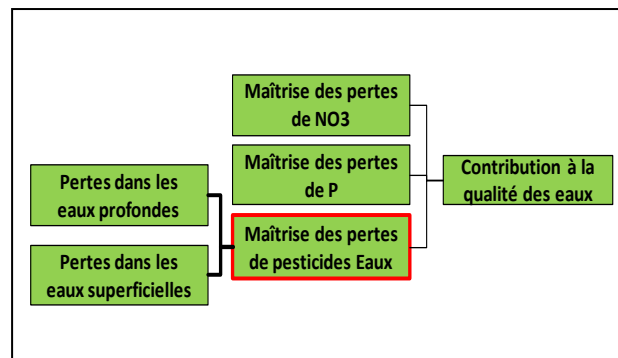 Maîtrise des pertes
de NO3
Maîtrise des pertes
de P
Contribution à la
qualité des eaux
Pertes dans les
eaux profondes
Maîtrise des pertes
de pesticides Eaux
Pertes dans les
eaux superficielles